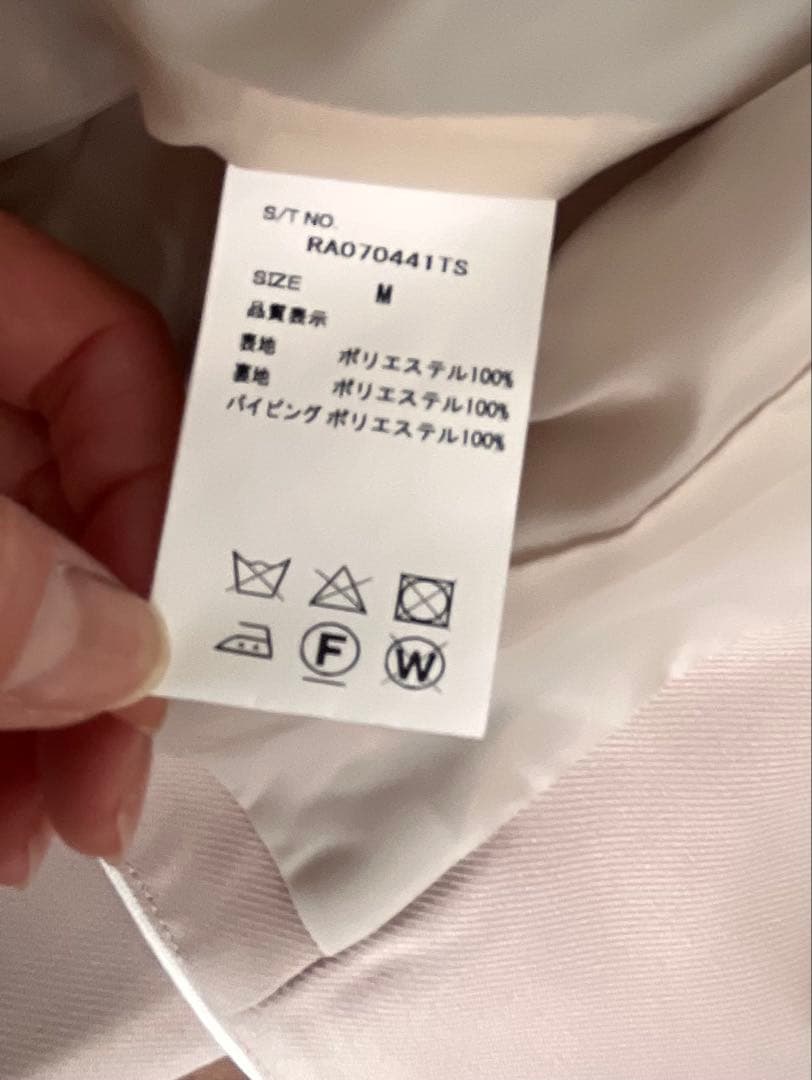 S/T NO.
RA070441TS
SIZE M
品質表示
表地 ポリエステル100%
裏地 ポリエステル100%
パイピング ポリエステル100%
F W